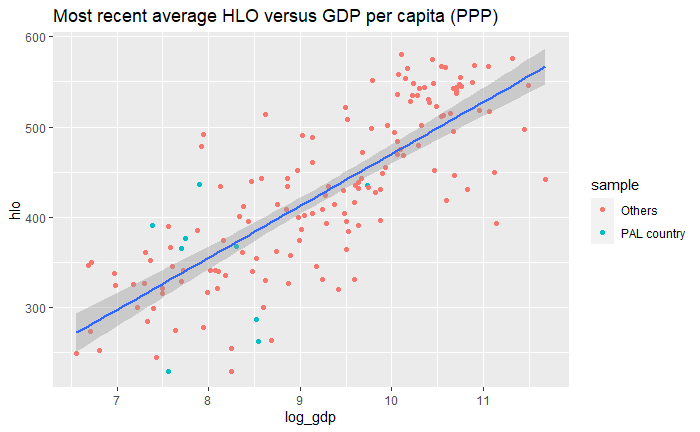 Most recent average HLO versus GDP per capita (PPP)
600
500
400
300
hlo
7 8 9 10 11
log_gdp
sample
Others
PAL country